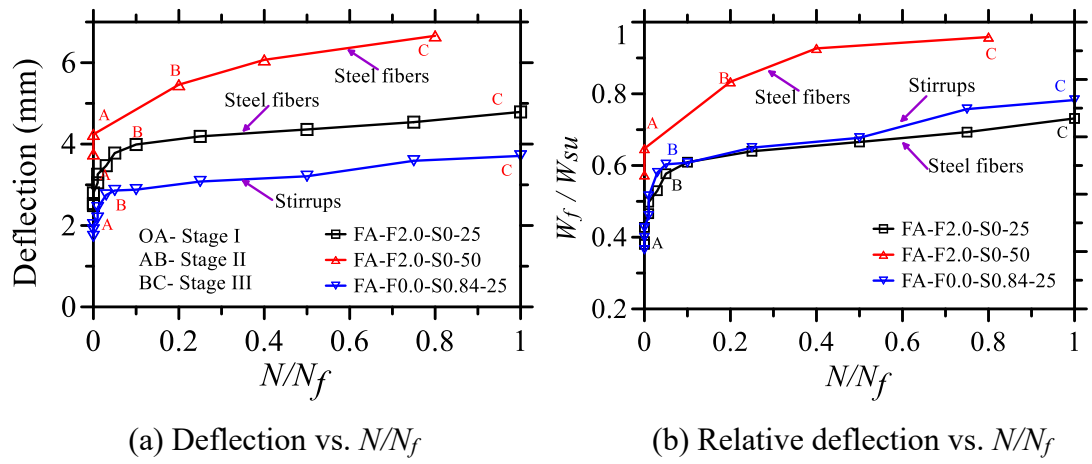 Deflection (mm)
6
4
2
0
A
B
C
Steel fibers
Steel fibers
C
B
A
Stirrups
C
B
A
OA- Stage I
AB- Stage II
BC- Stage III
FA-F2.0-S0-25
FA-F2.0-S0-50
FA-F0.0-S0.84-25
0 0.2 0.4 0.6 0.8 1
N/Nf
(a) Deflection vs. N/Nf
Wf / Wsu
1
0.8
0.6
0.4
0.2
A
B
C
Steel fibers
Stirrups
C
B
C
B
A
Steel fibers
FA-F2.0-S0-25
FA-F2.0-S0-50
FA-F0.0-S0.84-25
0 0.2 0.4 0.6 0.8 1
N/Nf
(b) Relative deflection vs. N/Nf